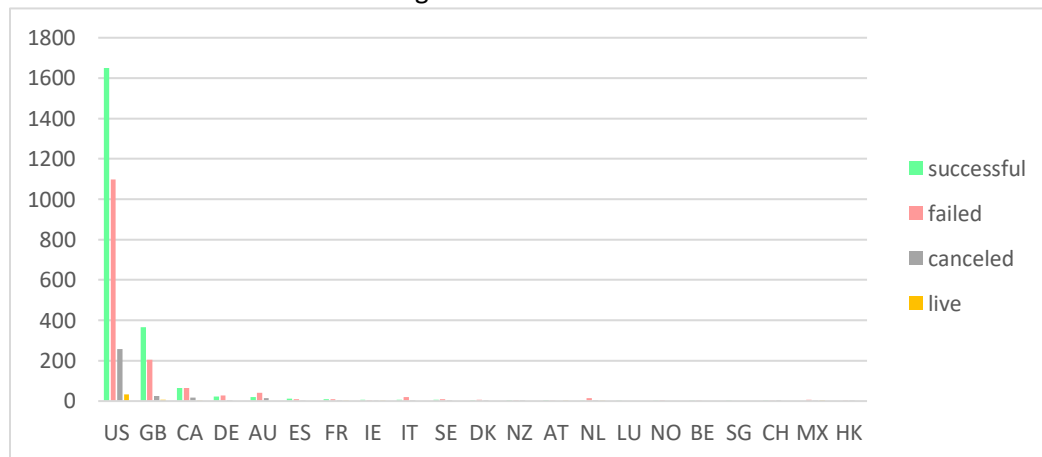 1800
1600
1400
1200
1000
800
600
400
200
0
US GB CA DE AU ES FR IE IT SE DK NZ AT NL LU NO BE SG CH MX HK
successful
failed
canceled
live